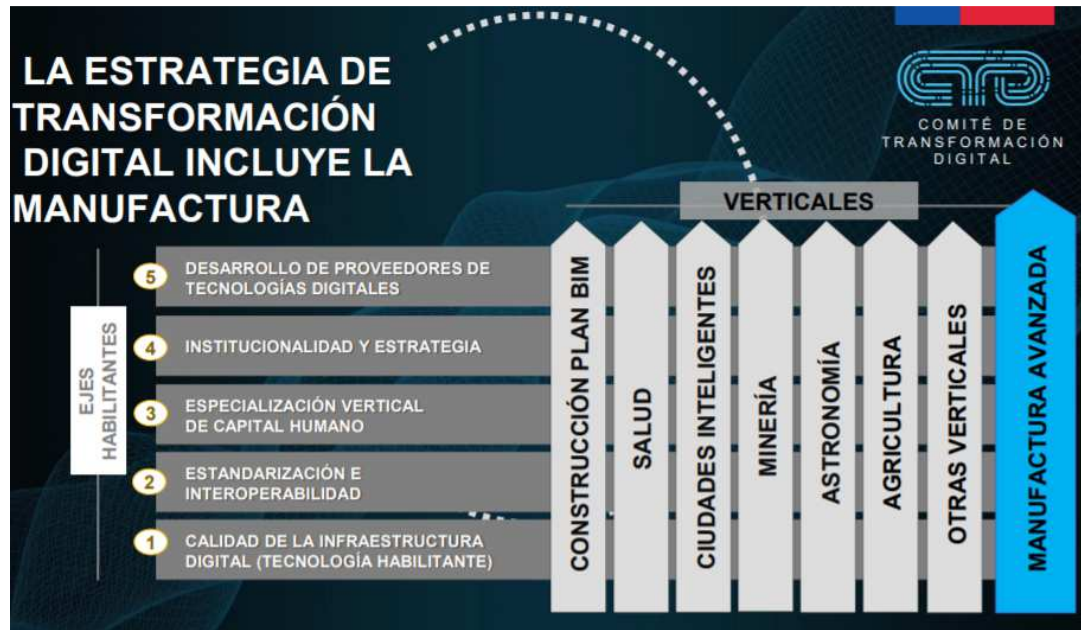 LA ESTRATEGIA DE
TRANSFORMACIÓN
DIGITAL INCLUYE LA
MANUFACTURA
COMITÉ DE
TRANSFORMACIÓN
DIGITAL
VERTICALES
EJES
HABILITANTES
5
DESARROLLO DE PROVEEDORES DE
TECNOLOGÍAS DIGITALES
4
INSTITUCIONALIDAD Y ESTRATEGIA
3
ESPECIALIZACIÓN VERTICAL
DE CAPITAL HUMANO
2
ESTANDARIZACIÓN E
INTEROPERABILIDAD
1
CALIDAD DE LA INFRAESTRUCTURA
DIGITAL (TECNOLOGÍA HABILITANTE)
CONSTRUCCIÓN PLAN BIM
SALUD
CIUDADES INTELIGENTES
MINERÍA
ASTRONOMÍA
AGRICULTURA
OTRAS VERTICALES
MANUFACTURA AVANZADA